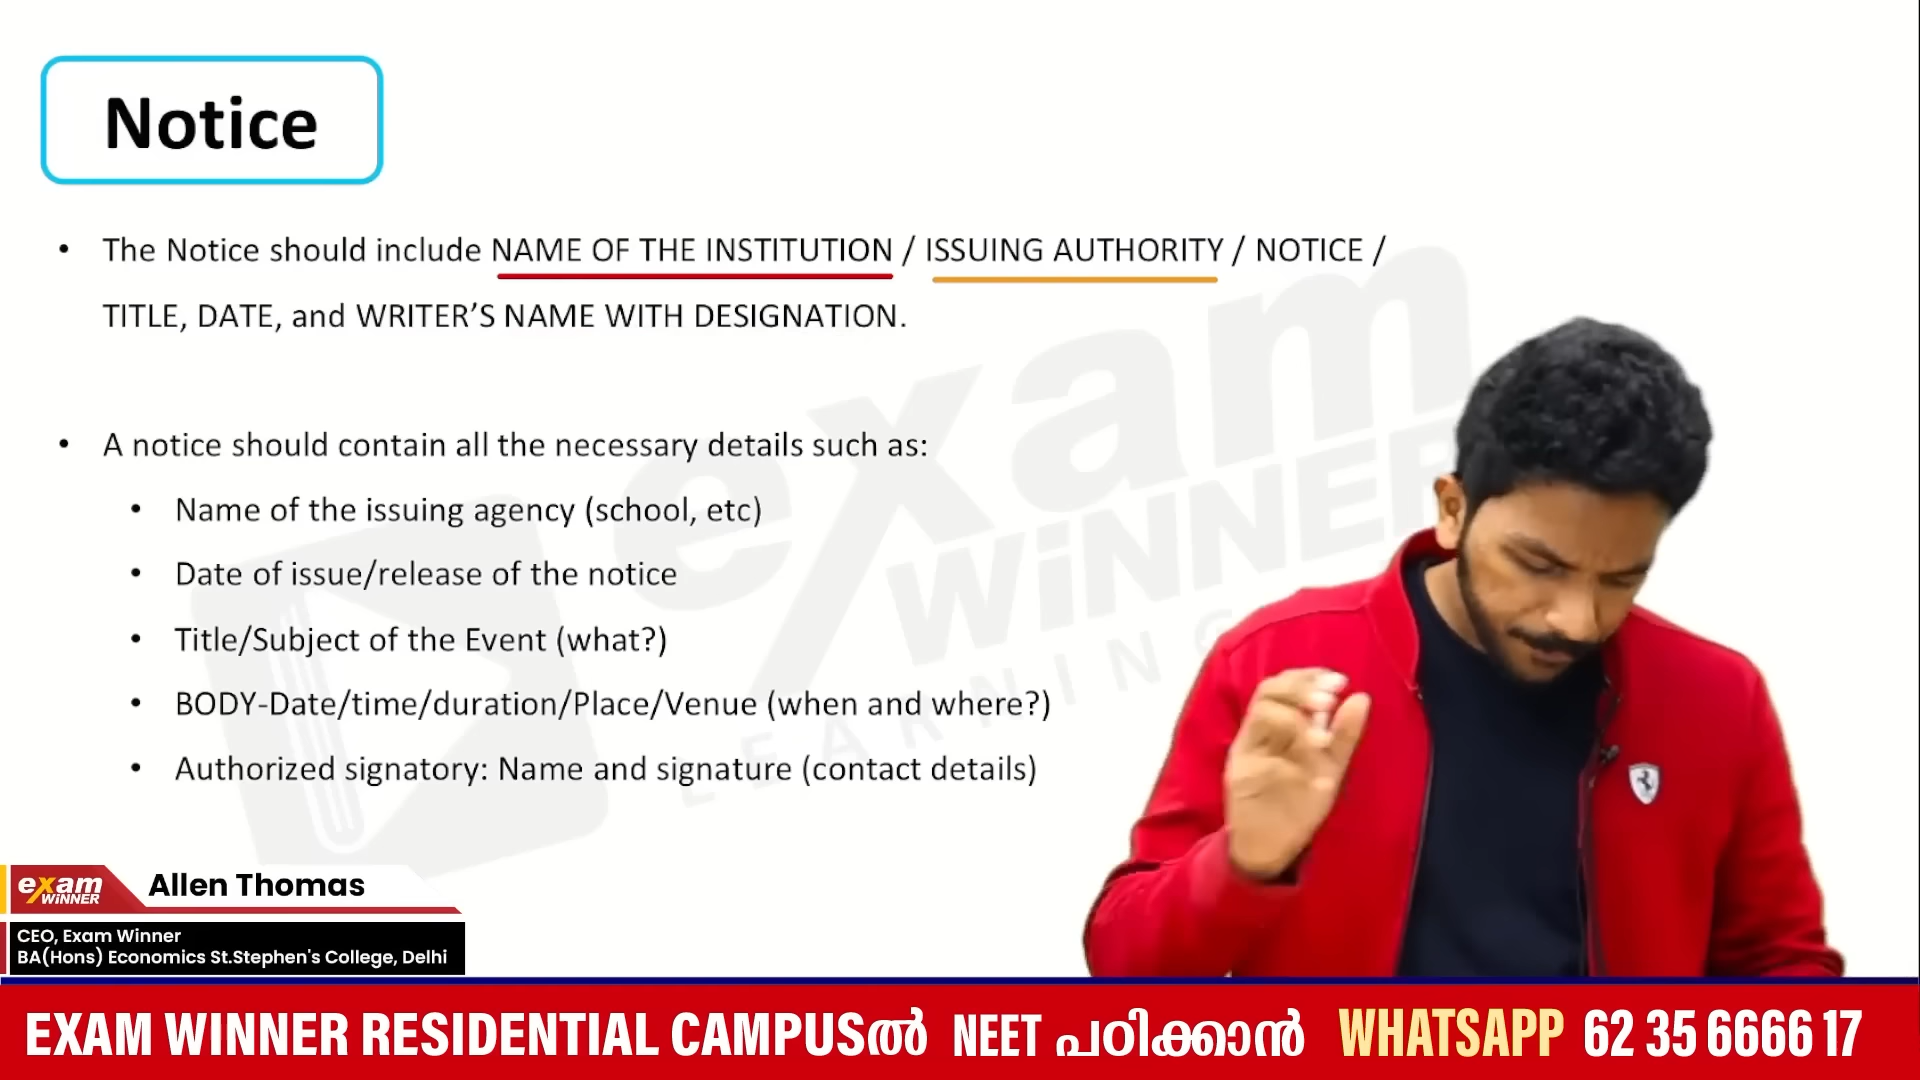 Notice
• The Notice should include NAME OF THE INSTITUTION / ISSUING AUTHORITY / NOTICE /
TITLE, DATE, and WRITER’S NAME WITH DESIGNATION.
• A notice should contain all the necessary details such as:
• Name of the issuing agency (school, etc)
• Date of issue/release of the notice
• Title/Subject of the Event (what?)
• BODY-Date/time/duration/Place/Venue (when and where?)
• Authorized signatory: Name and signature (contact details)
exam
WiNNER
LEARNING
exam
WiNNER
Allen Thomas
CEO, Exam Winner
BA(Hons) Economics St.Stephen's College, Delhi
EXAM WINNER RESIDENTIAL CAMPUSൽ NEET പഠിക്കാൻ WHATSAPP 62 35 6666 17